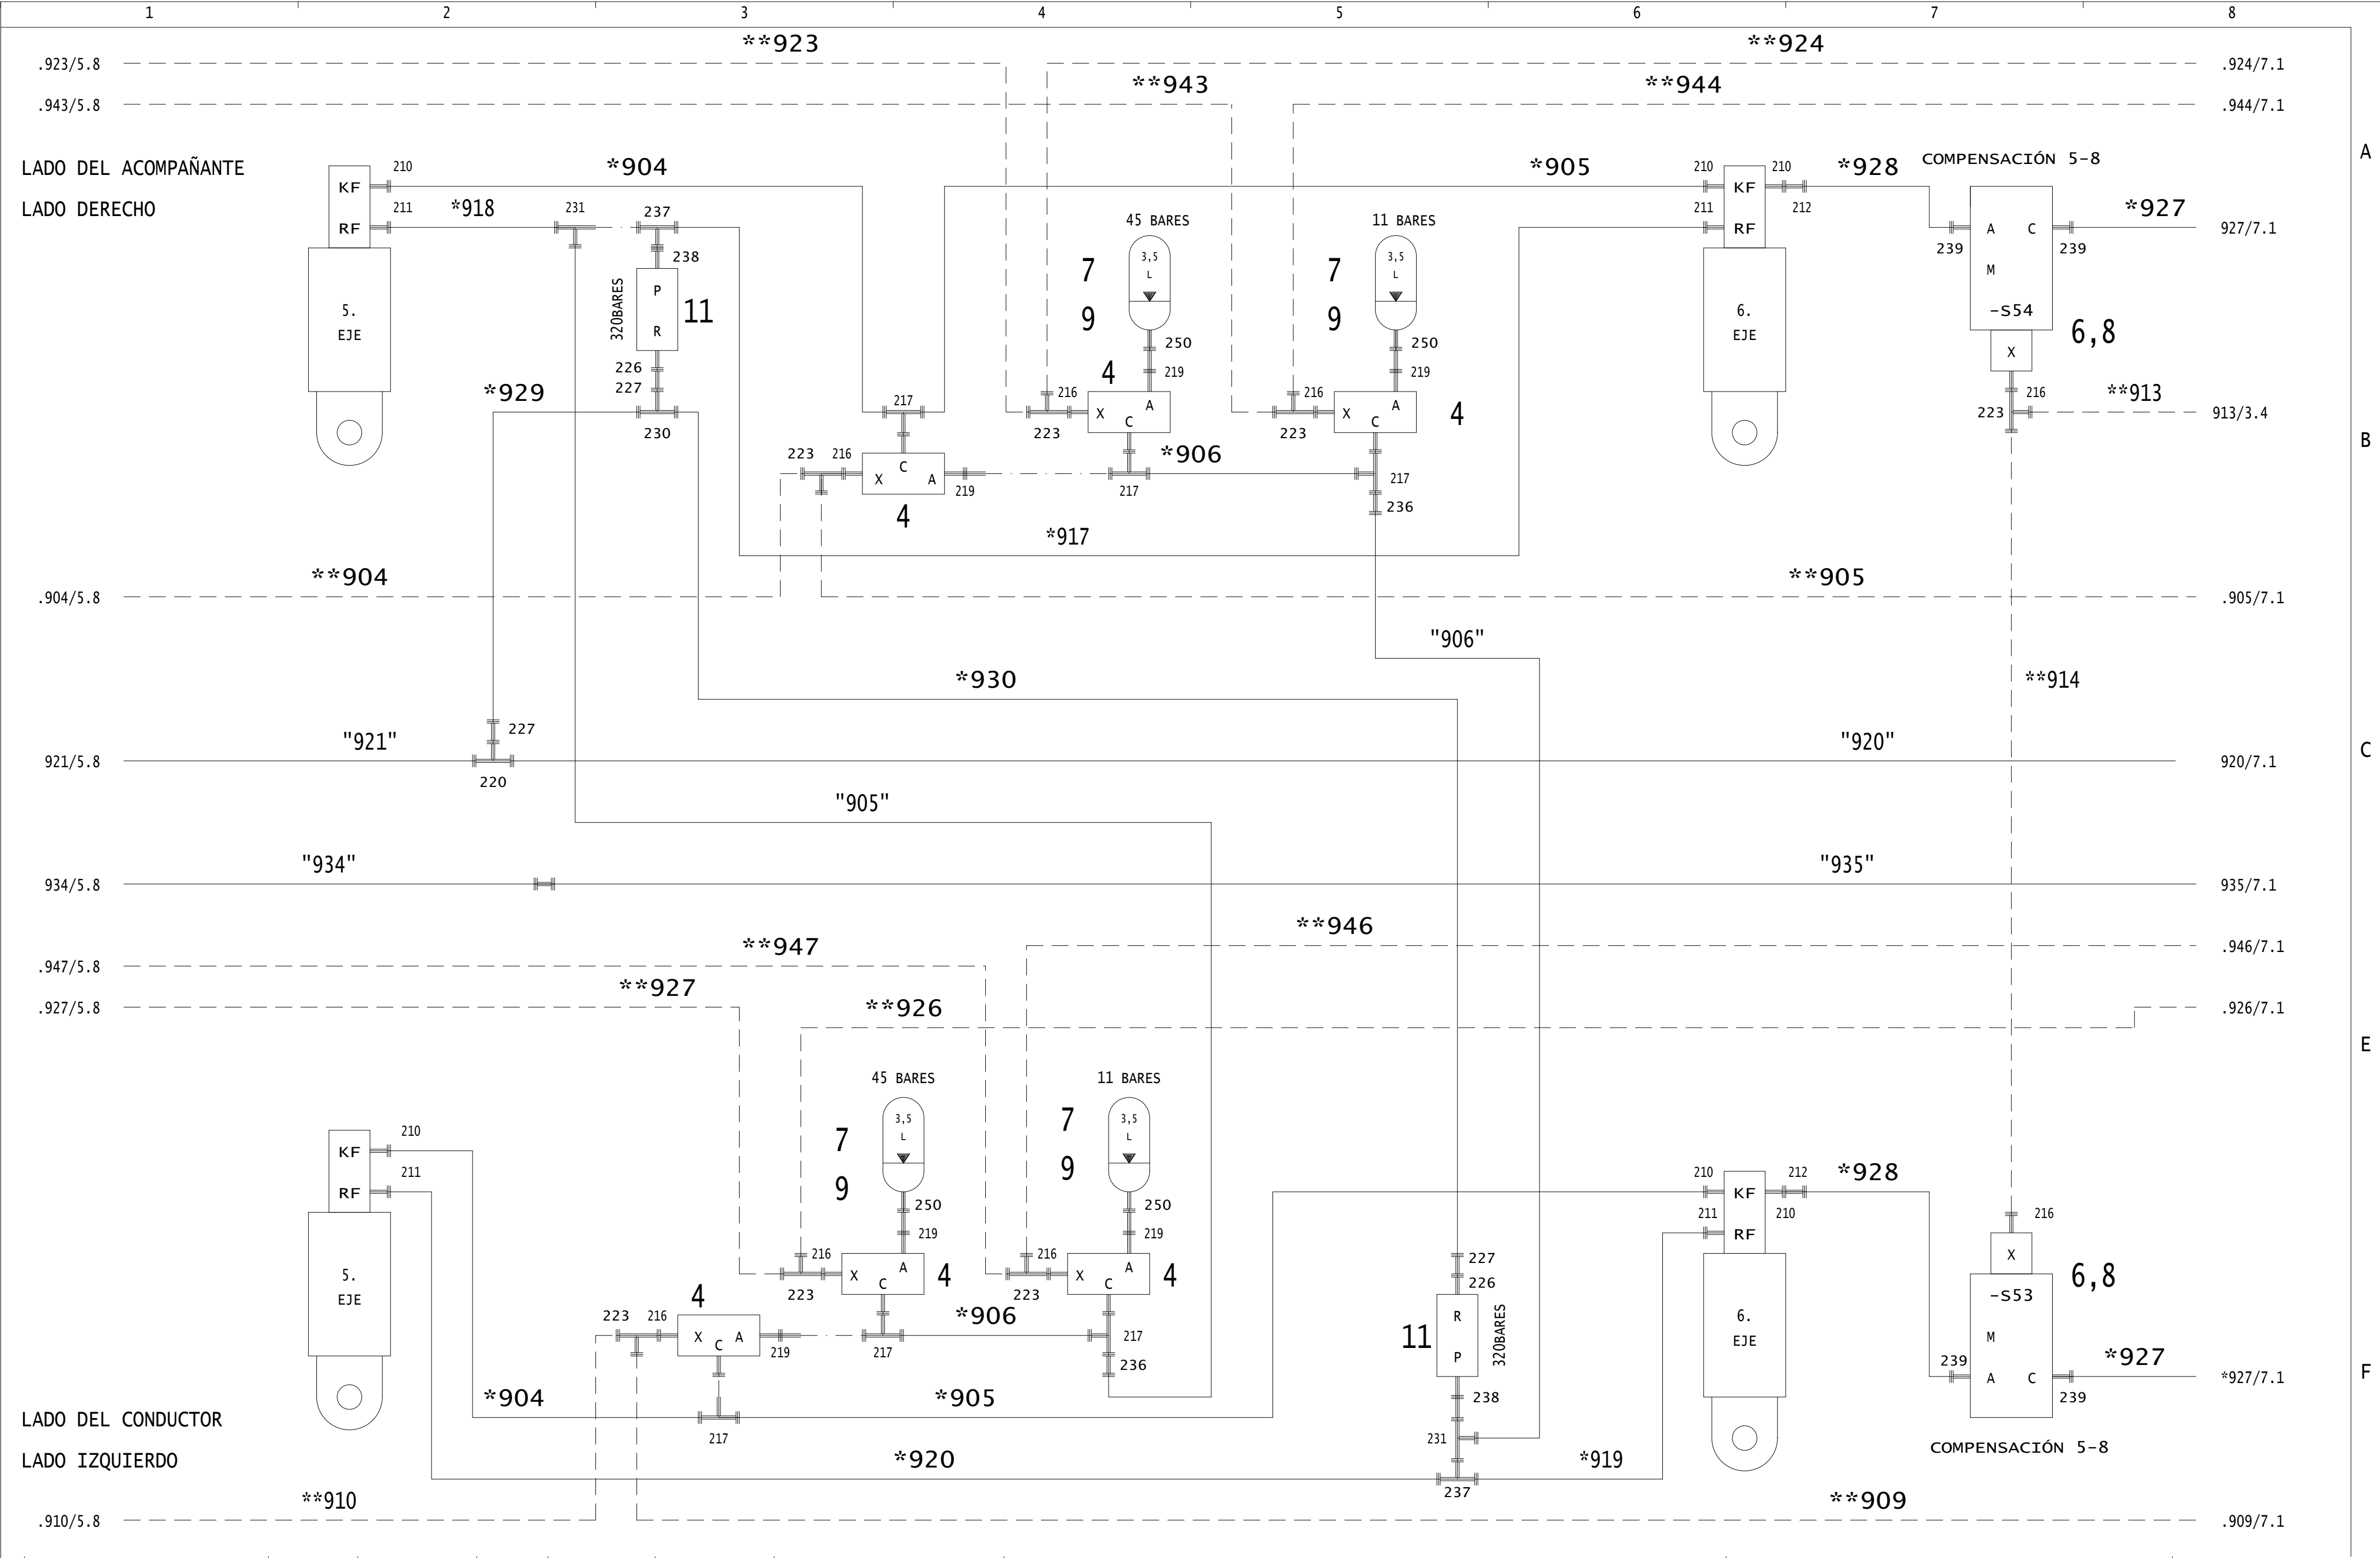 1 2 3 4 5 6 7 8
**923 **924
.923/5.8 .924/7.1
**943 **944
.943/5.8 .944/7.1
A
LADO DEL ACOMPAÑANTE 210 *904 *905 210 210 *928 COMPENSACIÓN 5-8
KF KF
LADO DERECHO 211 *918 231 237 45 BARES 11 BARES 211 212 *927
RF RF A C 927/7.1
238 239 239
3,5 3,5
L L
7 7 M
320BARES P 11 -S54
5. R 9 9 6. 6,8
EJE EJE
250 250 X
226 4 219 219
227
*929 217 216 X A C 216 X A C 4 216 **913
223 913/3.4
230 223 223
B
223 216 C *906
X A 219 217 217
4 236
*917
**904 **905
.904/5.8 .905/7.1
"906"
*930 **914
227
"921" "920"
921/5.8 920/7.1
C
220
"905"
"934" "935"
934/5.8 935/7.1
**946
**947 .946/7.1
.947/5.8
**927
.927/5.8 **926 .926/7.1
E
45 BARES 11 BARES
3,5 3,5
L L
210 7 7
KF
211 9 9 210 212 *928
RF KF
250 250 211 210 216
219 219 RF
216 216 227 X
5. 4 X A C 4 X A C 4 226 6,8
EJE 223 223 -S53
223 216 *906 R 6.
X C A 219 217 217 11 320BARES EJE M
236 P 239 *927
A C *927/7.1
F
*904 *905 238 239
LADO DEL CONDUCTOR
217 231 COMPENSACIÓN 5-8
LADO IZQUIERDO *920 *919
237
**910 **909
.910/5.8 .909/7.1